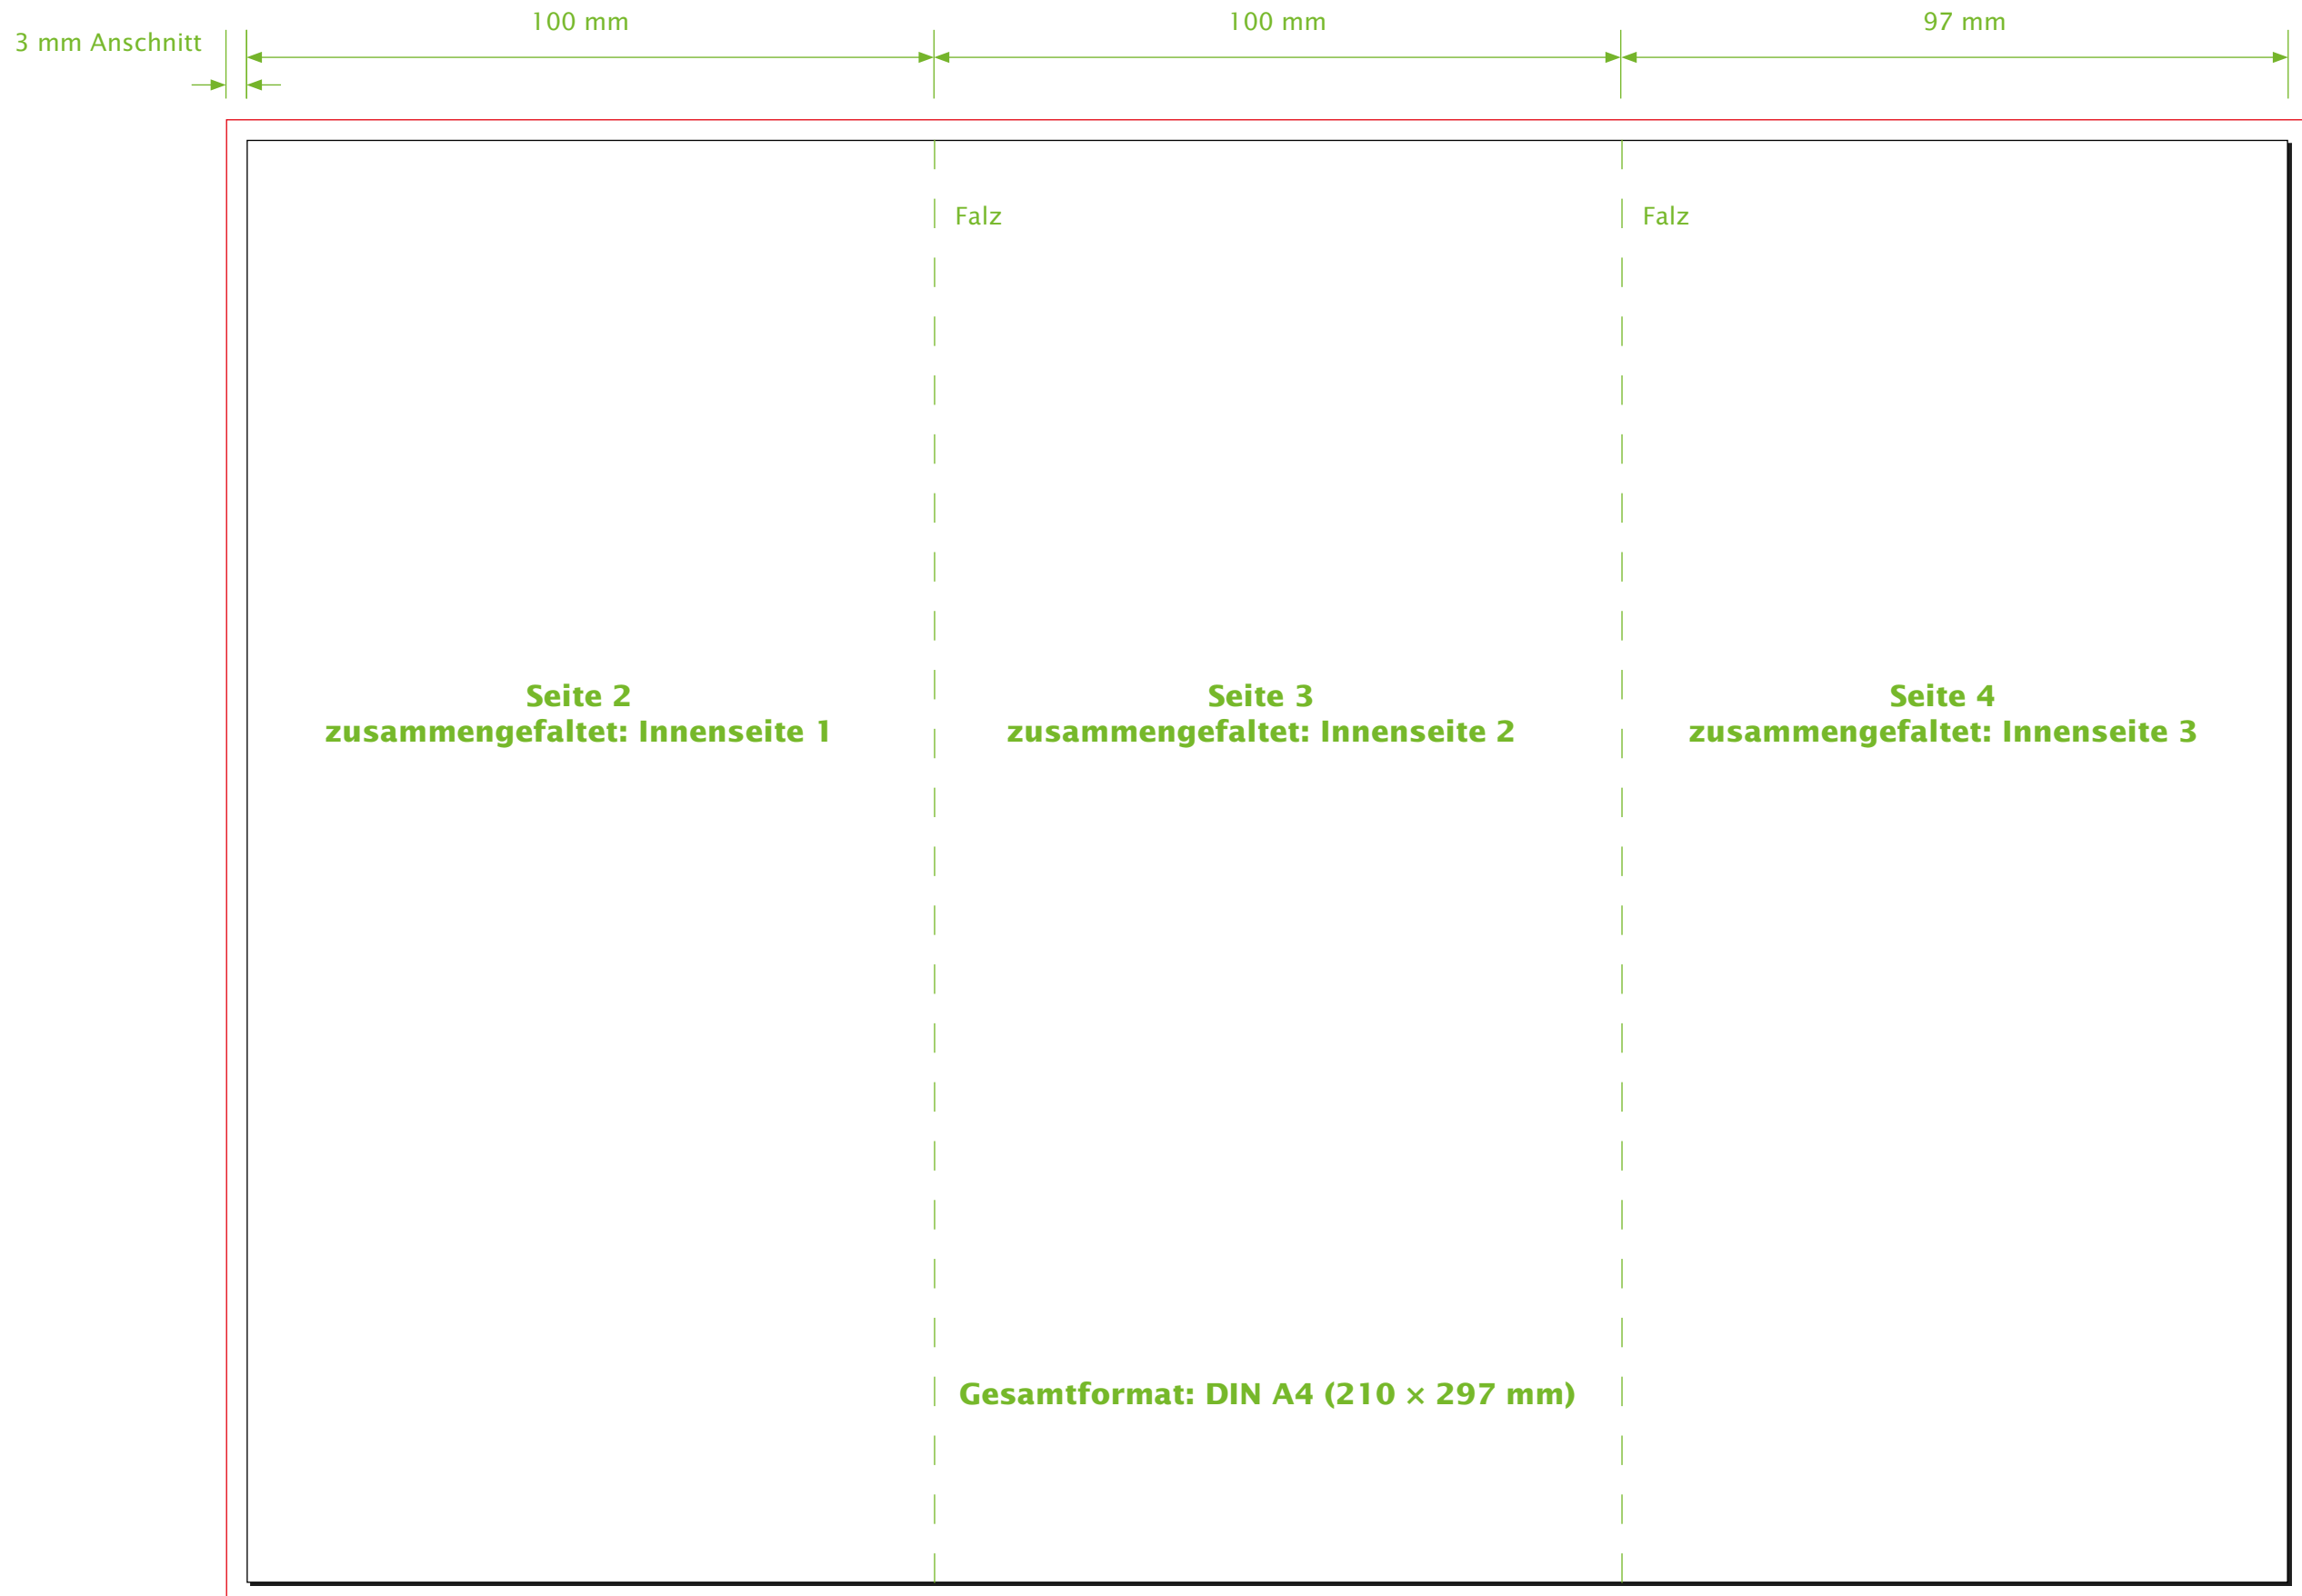 100 mm
100 mm
97 mm
3 mm Anschnitt
Falz
Falz
Seite 2
zusammengefaltet: Innenseite 1
Seite 3
zusammengefaltet: Innenseite 2
Seite 4
zusammengefaltet: Innenseite 3
Gesamtformat: DIN A4 (210 × 297 mm)